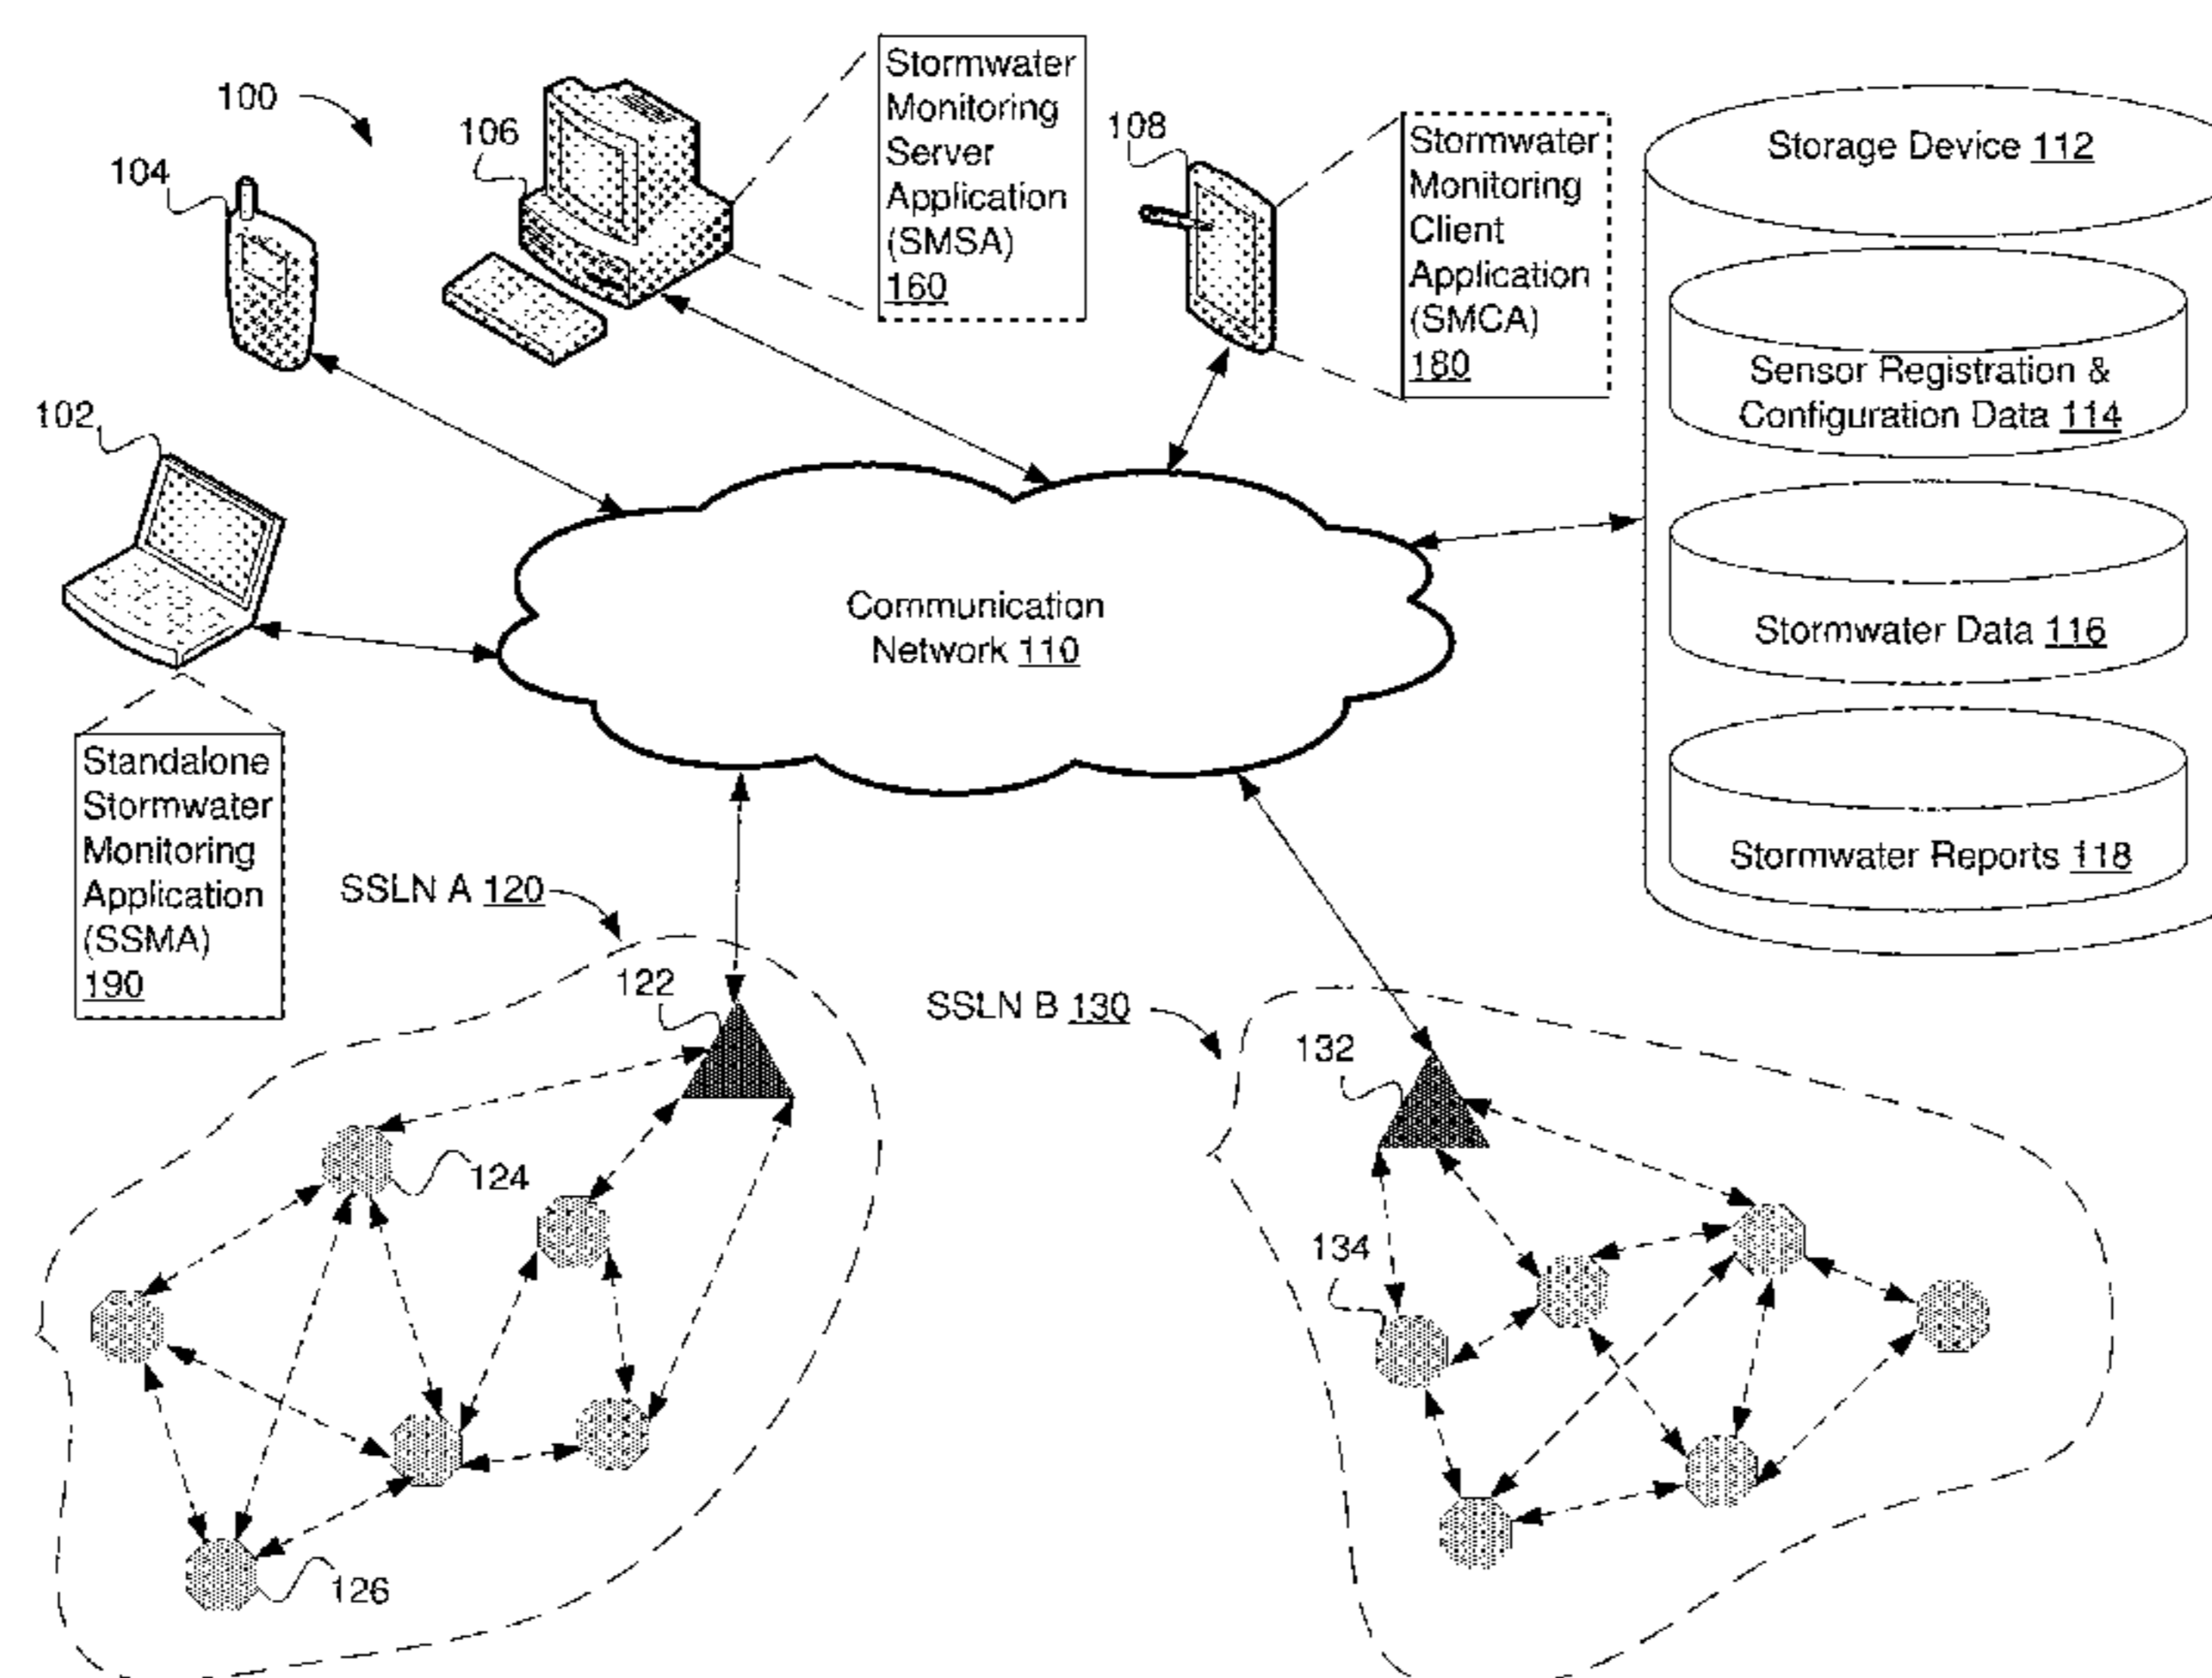 100
104
106
Stormwater
Monitoring
Server
Application
(SMSA)
160
108
Stormwater
Monitoring
Client
Application
(SMCA)
180
Storage Device 112
Sensor Registration &
Configuration Data 114
Stormwater Data 116
Stormwater Reports 118
102
Communication
Network 110
Standalone
Stormwater
Monitoring
Application
(SSMA)
190
SSLN A 120
122
124
126
SSLN B 130
132
134